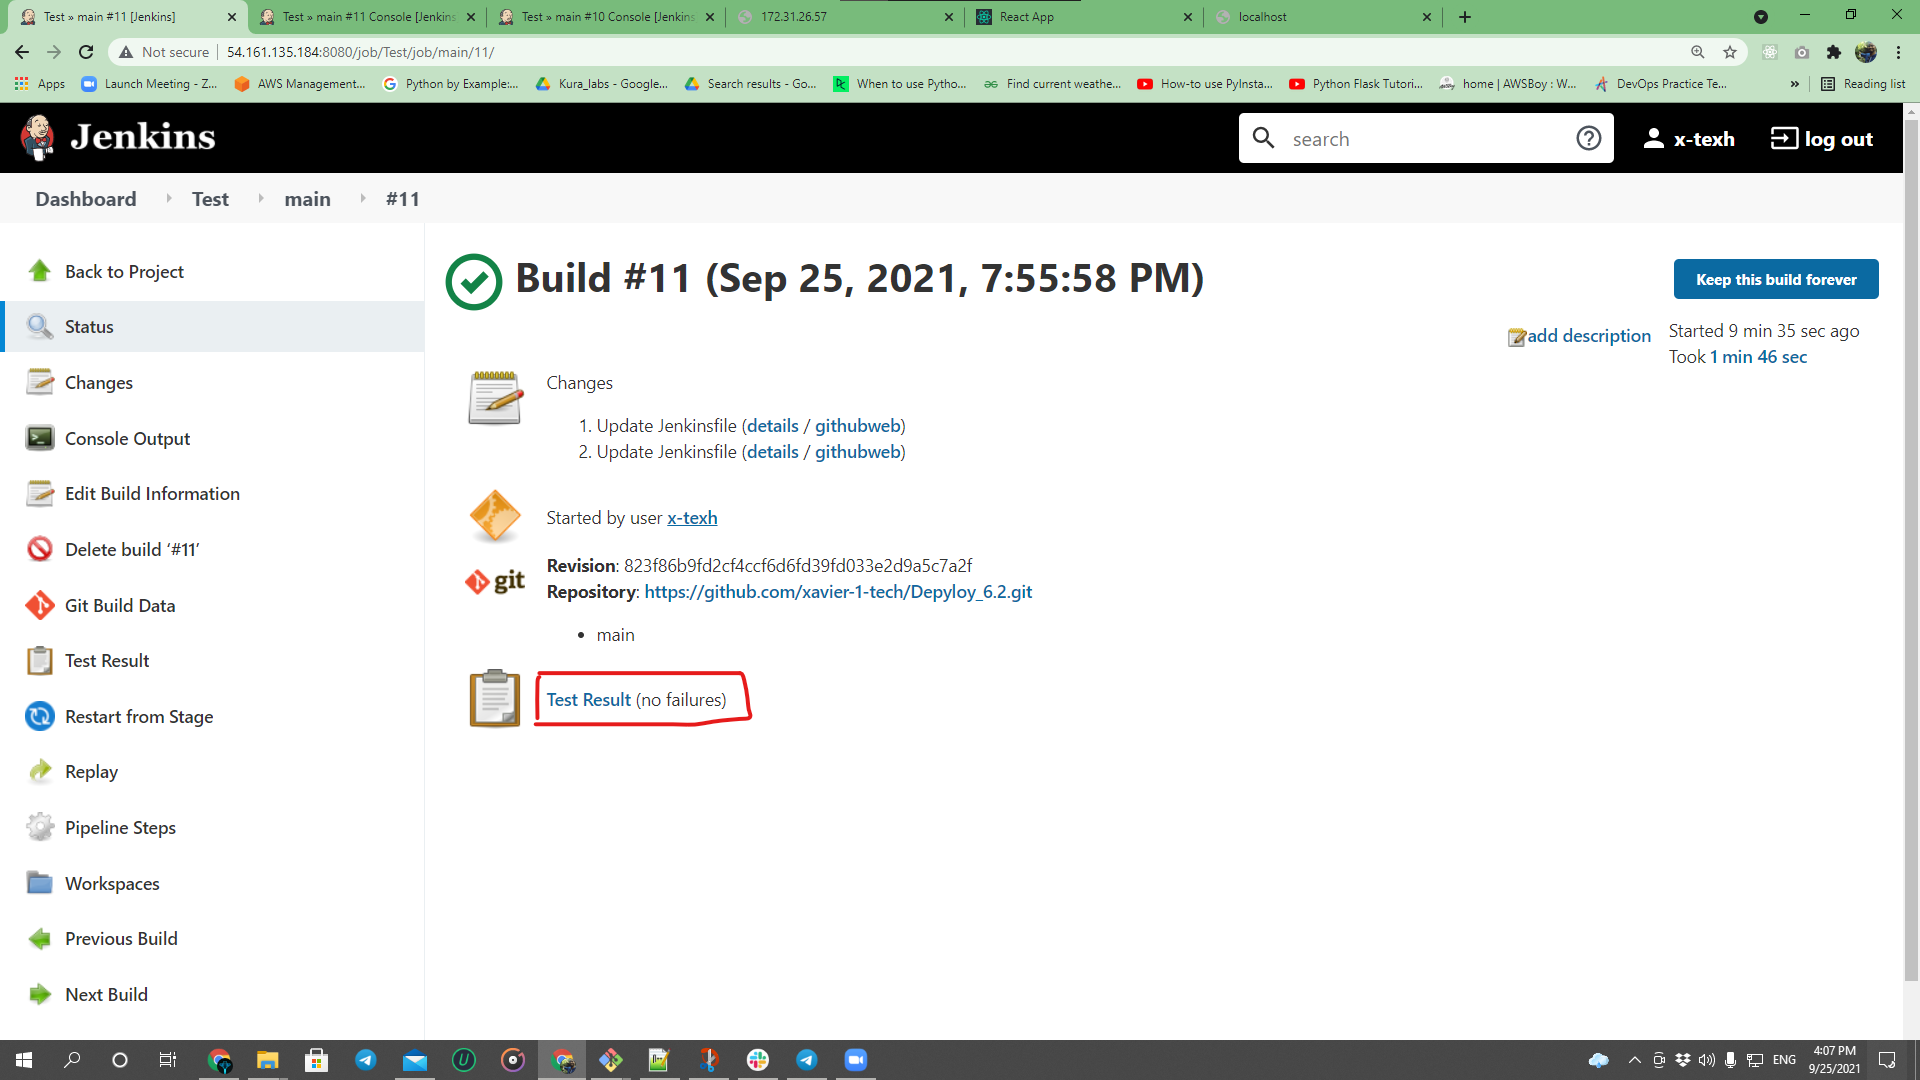 Test » main #11 [Jenkins]
Test » main #11 Console [Jenkins
Test » main #10 Console [Jenkins
172.31.26.57
React App
localhost
Not secure
54.161.135.184:8080/job/Test/job/main/11/
Apps
Launch Meeting - Z...
AWS Management...
Python by Example:...
Kura_labs - Google...
Search results - Go...
When to use Pytho...
Find current weathe...
How-to use PyInsta...
Python Flask Tutori...
home | AWSBoy : W...
DevOps Practice Te...
»
Reading list
Jenkins
search
x-texh
log out
Dashboard
Test
main
#11
Back to Project
Status
Changes
Console Output
Edit Build Information
Delete build ‘#11’
Git Build Data
Test Result
Restart from Stage
Replay
Pipeline Steps
Workspaces
Previous Build
Next Build
Build #11 (Sep 25, 2021, 7:55:58 PM)
Keep this build forever
add description
Started 9 min 35 sec ago
Took 1 min 46 sec
Changes
1. Update Jenkinsfile (details / githubweb)
2. Update Jenkinsfile (details / githubweb)
Started by user x-texh
git
Revision: 823f86b9fd2cf4ccf6d6fd39fd033e2d9a5c7a2f
Repository: https://github.com/xavier-1-tech/Depyloy_6.2.git
• main
Test Result (no failures)
ENG
4:07 PM
9/25/2021